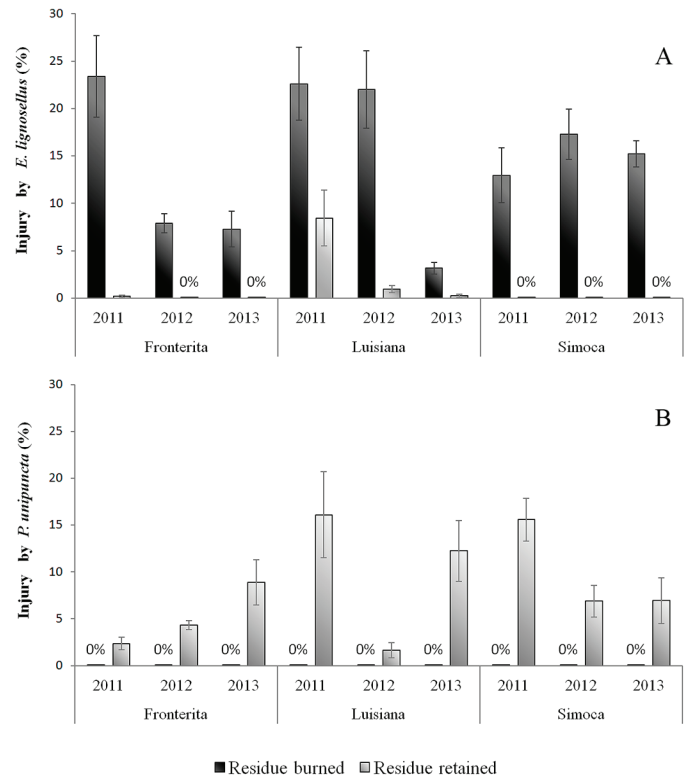 A
Injury by E. lignosellus (%)
30
25
20
15
10
5
0
0% 0% 0% 0% 0%
2011 2012 2013 2011 2012 2013 2011 2012 2013
Fronterita Luisiana Simoca
B
Injury by P. unipuncta (%)
30
25
20
15
10
5
0
0% 0% 0% 0% 0% 0% 0% 0% 0%
2011 2012 2013 2011 2012 2013 2011 2012 2013
Fronterita Luisiana Simoca
Residue burned Residue retained